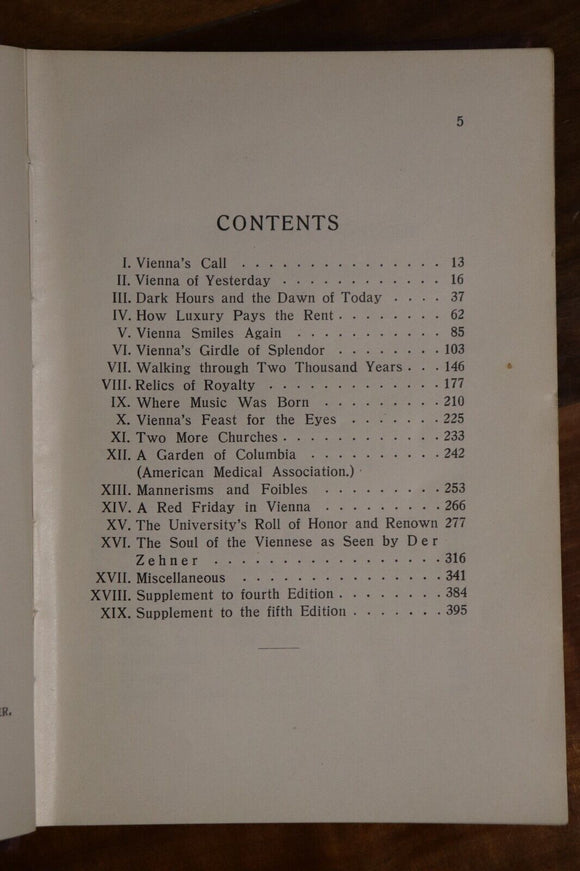 5
CONTENTS
I. Vienna's Call . . . . . . . . . . . . . . . 13
II. Vienna of Yesterday . . . . . . . . . . . . 16
III. Dark Hours and the Dawn of Today . . . . 37
IV. How Luxury Pays the Rent . . . . . . . . 62
V. Vienna Smiles Again . . . . . . . . . . . 85
VI. Vienna's Girdle of Splendor . . . . . . . . 103
VII. Walking through Two Thousand Years . . . 146
VIII. Relics of Royalty . . . . . . . . . . . . . 177
IX. Where Music Was Born . . . . . . . . . 210
X. Vienna's Feast for the Eyes . . . . . . . 225
XI. Two More Churches . . . . . . . . . . . . 233
XII. A Garden of Columbia . . . . . . . . . . 242
(American Medical Association.)
XIII. Mannerisms and Foibles . . . . . . . . . 253
XIV. A Red Friday in Vienna . . . . . . . . . 266
XV. The University's Roll of Honor and Renown 277
XVI. The Soul of the Viennese as Seen by Der
Zehner . . . . . . . . . . . . . . . . . 316
XVII. Miscellaneous . . . . . . . . . . . . . . . 341
XVIII. Supplement to fourth Edition . . . . . . . . 384
XIX. Supplement to the fifth Edition . . . . . . . 395
ER.